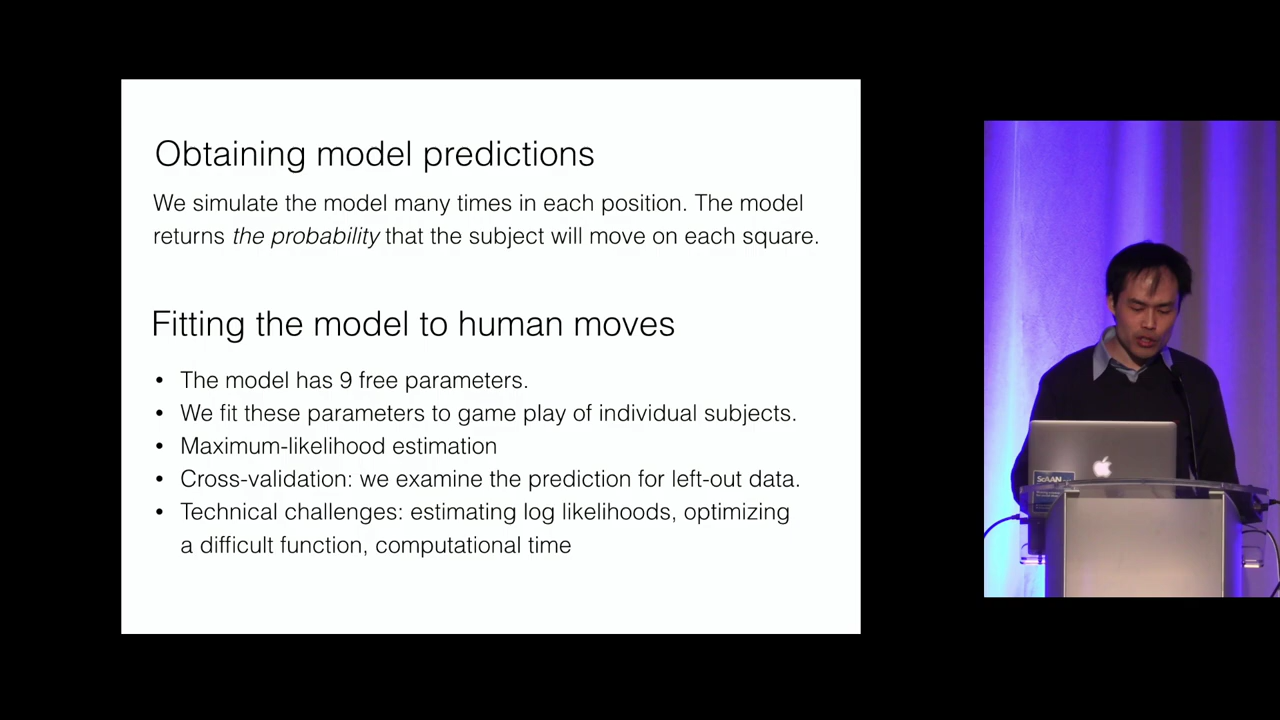 Obtaining model predictions
We simulate the model many times in each position. The model
returns the probability that the subject will move on each square.
Fitting the model to human moves
• The model has 9 free parameters.
• We fit these parameters to game play of individual subjects.
• Maximum-likelihood estimation
• Cross-validation: we examine the prediction for left-out data.
• Technical challenges: estimating log likelihoods, optimizing
a difficult function, computational time